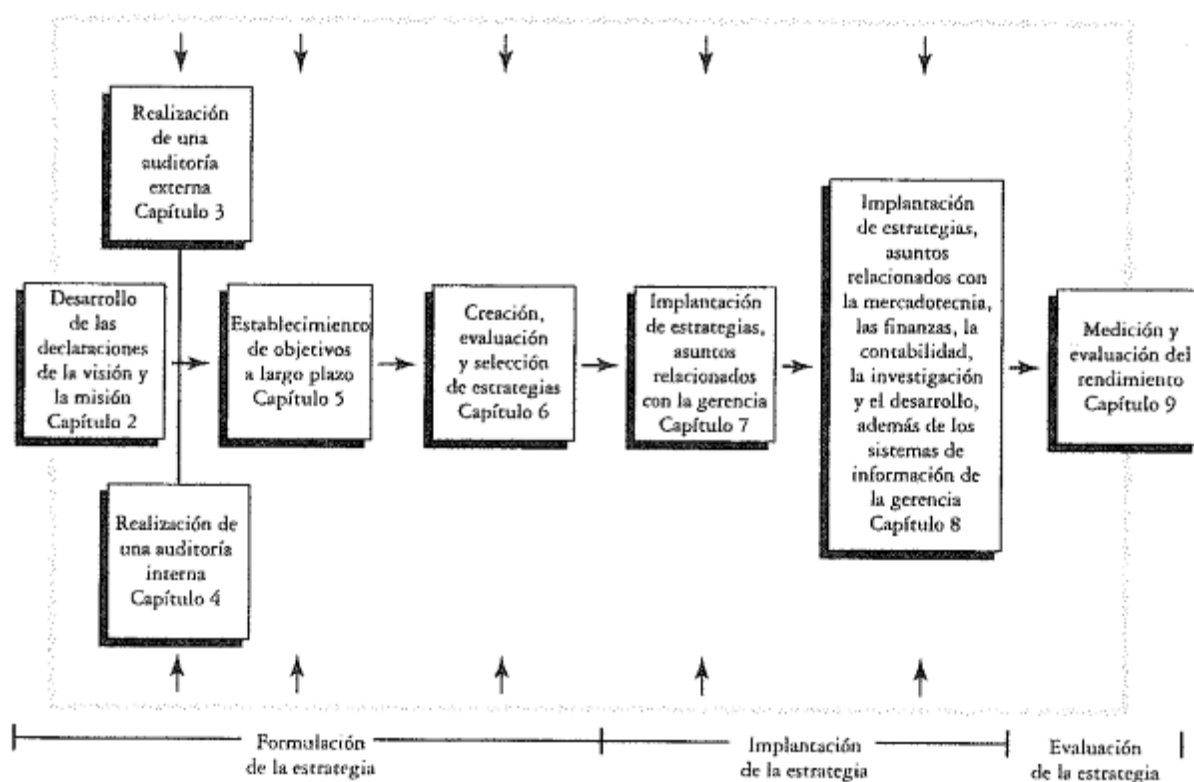 Realización
de una
auditoría
externa
Capítulo 3
Desarrollo
de las
declaraciones
de la visión y
la misión
Capítulo 2
Realización de
una auditoría
interna
Capítulo 4
Establecimiento
de objetivos
a largo plazo
Capítulo 5
Creación,
evaluación
y selección
de estrategias
Capítulo 6
Implantación
de estrategias,
asuntos
relacionados
con la gerencia
Capítulo 7
Implantación
de estrategias,
asuntos
relacionados con
la mercadotecnia,
las finanzas, la
contabilidad,
la investigación
y el desarrollo,
además de los
sistemas de
información de
la gerencia
Capítulo 8
Medición y
evaluación del
rendimiento
Capítulo 9
Formulación
de la estrategia
Implantación
de la estrategia
Evaluación
de la estrategia